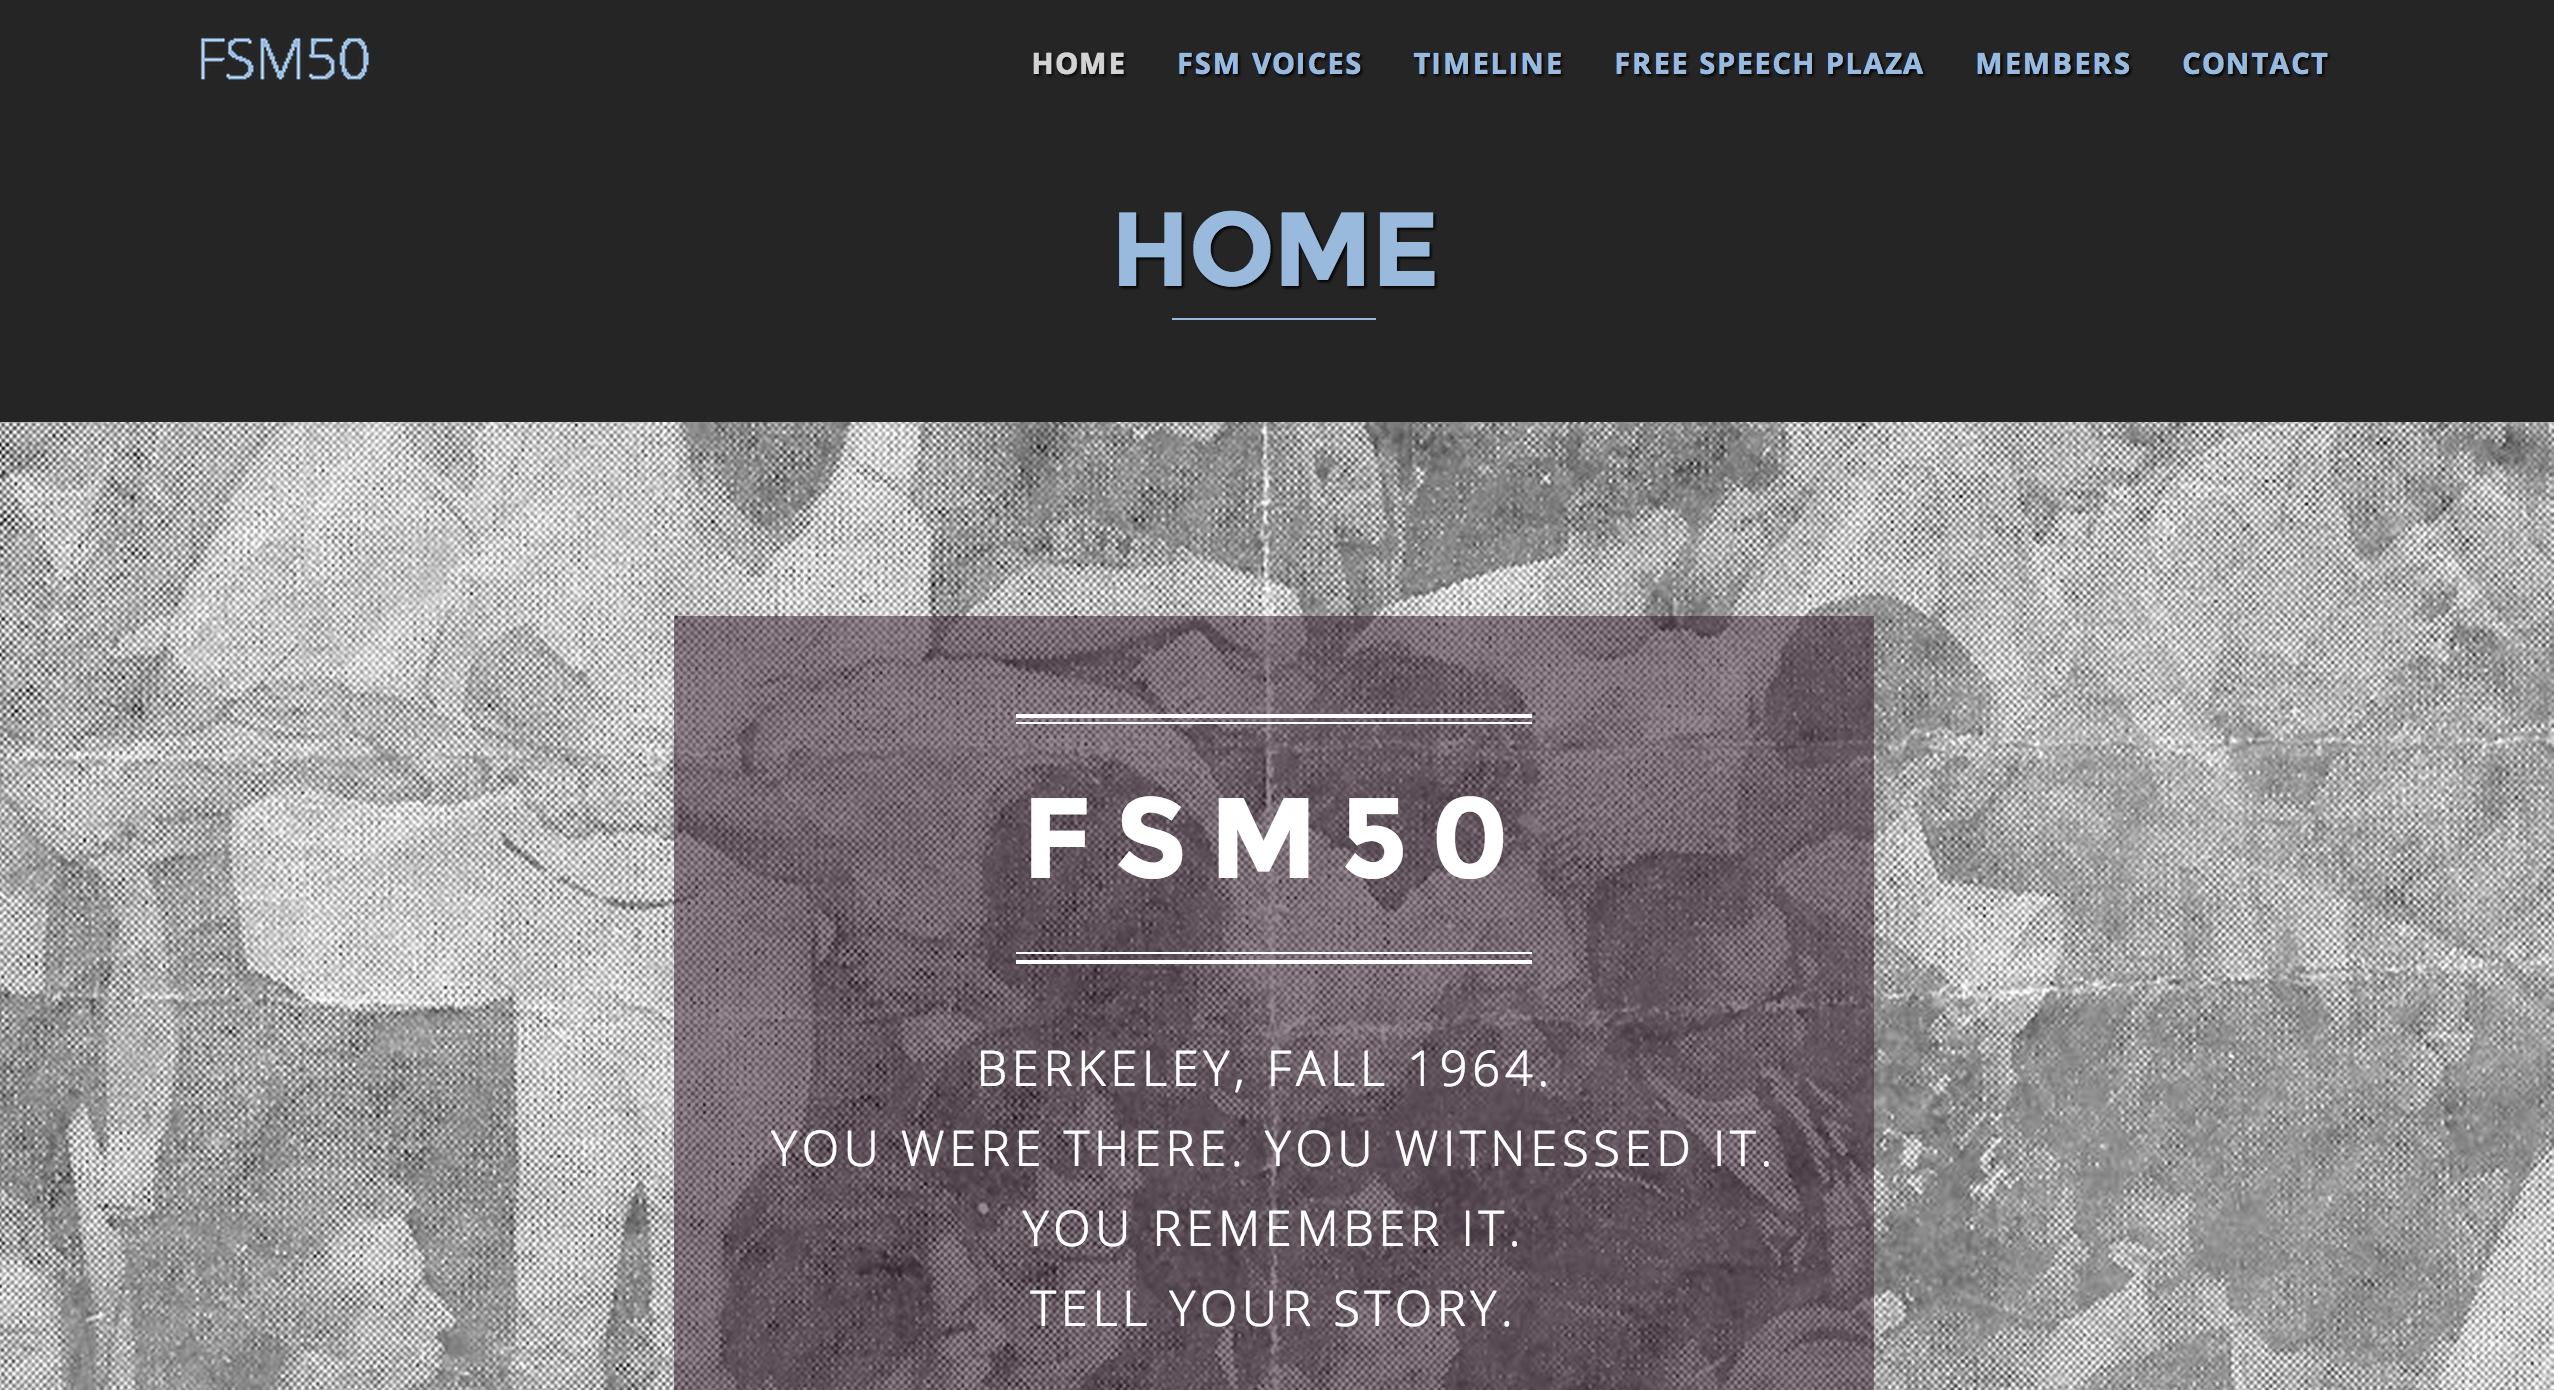 FSM50
HOME FSM VOICES TIMELINE FREE SPEECH PLAZA MEMBERS CONTACT
HOME
FSM50
BERKELEY, FALL 1964.
YOU WERE THERE. YOU WITNESSED IT.
YOU REMEMBER IT.
TELL YOUR STORY.